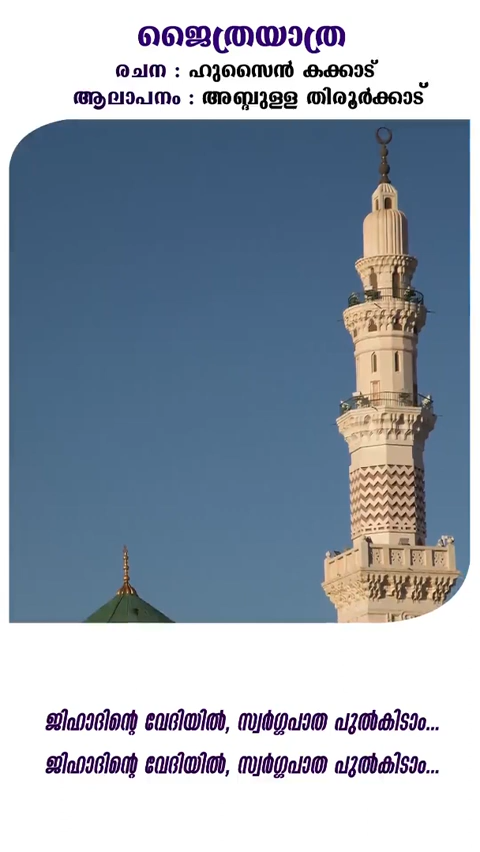 ജൈത്രയാത്ര
രചന : ഹുസൈൻ കക്കാട്
ആലാപനം : അബ്ദുള്ള തിരൂർക്കാട്
ജിഹാദിന്റെ വേദിയിൽ, സ്വർഗ്ഗപാത പുൽകിടാം...
ജിഹാദിന്റെ വേദിയിൽ, സ്വർഗ്ഗപാത പുൽകിടാം...